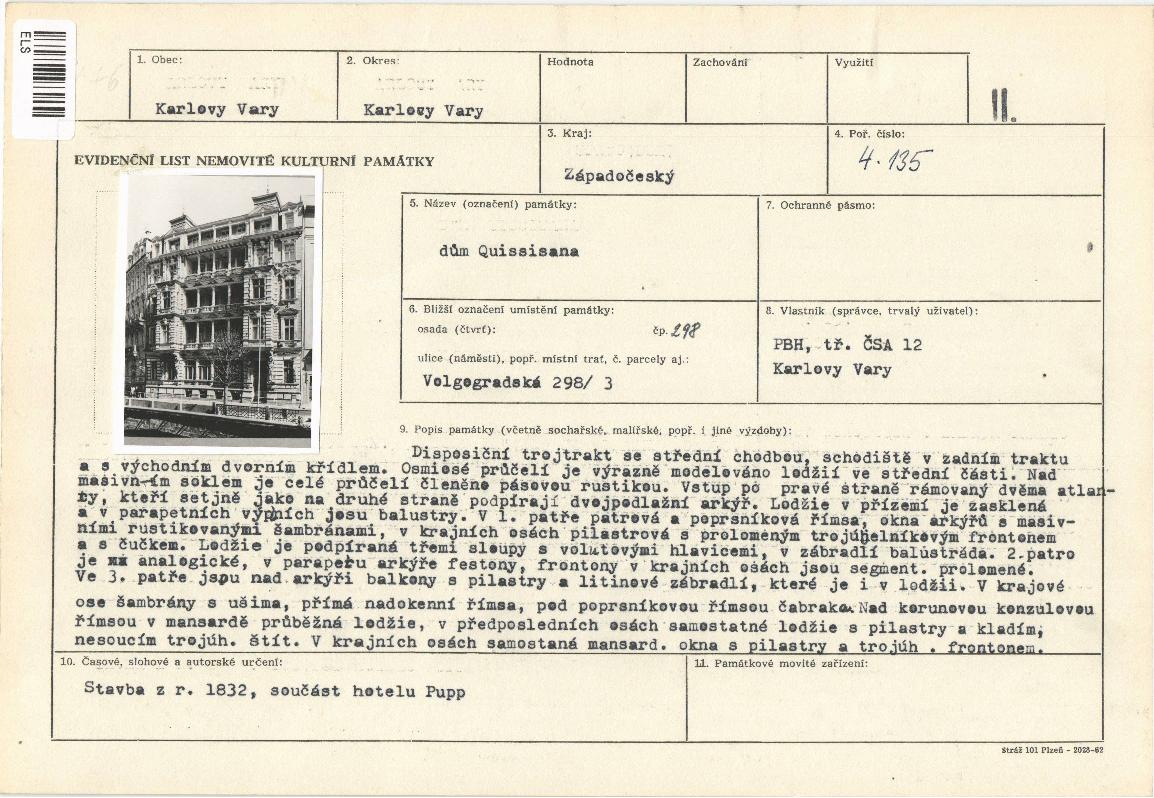 ELS
1. Obec:
Karlovy Vary
2. Okres:
Karlovy Vary
Hodnota
Zachování
Využití
II.
EVIDENČNÍ LIST NEMOVITÉ KULTURNÍ PAMÁTKY
3. Kraj:
Západočeský
4. Poř. číslo:
4.135
5. Název (označení) památky:
dům Quissisana
7. Ochranné pásmo:
6. Bližší označení umístění památky:
osada (čtvrť):
čp. 298
ulice (náměstí), popř. místní trať, č. parcely aj.:
Volgogradská 298/ 3
8. Vlastník (správce, trvalý uživatel):
PBH, tř. ČSA 12
Karlovy Vary
9. Popis památky (včetně sochařské, malířské, popř. i jiné výzdoby):
Disposiční trojtrakt se střední chodbou, schodiště v zadním traktu
a s východním dvorním křídlem. Osmiosé průčelí je výrazně modelováno lodžií ve střední části. Nad
masivním soklem je celé průčelí členěno pásovou rustikou. Vstup po pravé straně rámovaný dvěma atlan-
ty, kteří setjně jako na druhé straně podpírají dvojpodlažní arkýř. Lodžie v přízemí je zasklená
a v parapetních výpních josu balustry. V 1. patře patrová a poprsníková římsa, okna arkýřů s masiv-
ními rustikovanými šambránami, v krajních osách pilastrová s prolomeným trojúhelníkovým frontonem
a s čučkem. Lodžie je podpíraná třemi sloupy s volutovými hlavicemi, v zábradlí balustráda. 2.patro
je analogické, v parapetu arkýře festony, frontony v krajních osách jsou segment. prolomené.
Ve 3. patře jsou nad arkýři balkony s pilastry a litinové zábradlí, které je i v lodžii. V krajové
ose šambrány s ušima, přímá nadokenní římsa, pod poprsníkovou římsou čabraka. Nad korunovou konzulovou
římsou v mansardě průběžná lodžie, v předposledních osách samostatné lodžie s pilastry a kladím,
nesoucím trojúh. štít. V krajních osách samostaná mansard. okna s pilastry a trojúh . frontonem.
10. Časové, slohové a autorské určení:
Stavba z r. 1832, součást hotelu Pupp
11. Památkové movité zařízení:
Stráž 101 Plzeň - 2028-62